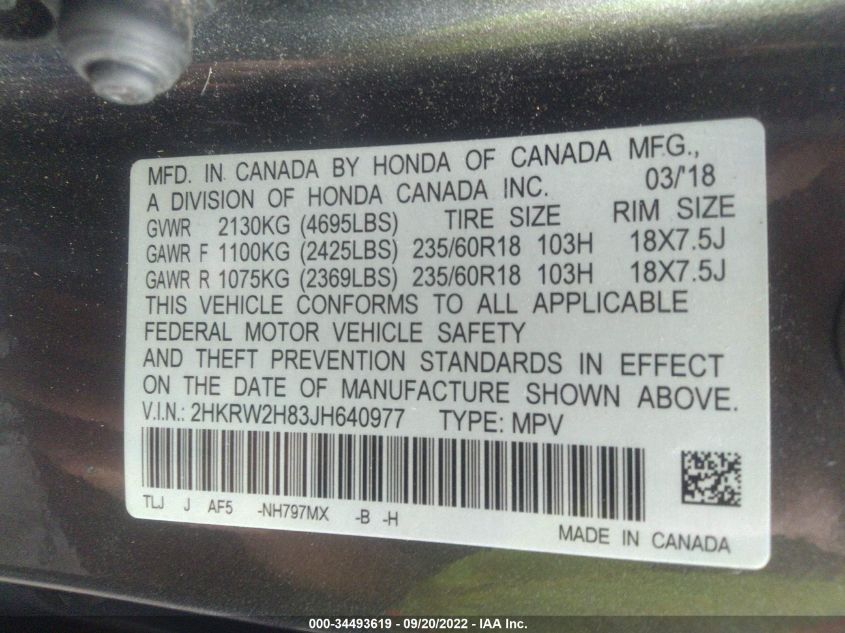 MFD. IN CANADA BY HONDA OF CANADA MFG.,
A DIVISION OF HONDA CANADA INC. 03/'18
GVWR 2130KG (4695LBS) TIRE SIZE RIM SIZE
GAWR F 1100KG (2425LBS) 235/60R18 103H 18X7.5J
GAWR R 1075KG (2369LBS) 235/60R18 103H 18X7.5J
THIS VEHICLE CONFORMS TO ALL APPLICABLE
FEDERAL MOTOR VEHICLE SAFETY
AND THEFT PREVENTION STANDARDS IN EFFECT
ON THE DATE OF MANUFACTURE SHOWN ABOVE.
V.I.N.: 2HKRW2H83JH640977 TYPE: MPV
TLJ J AF5 -NH797MX -B -H
MADE IN CANADA
000-34493619 - 09/20/2022 - IAA Inc.